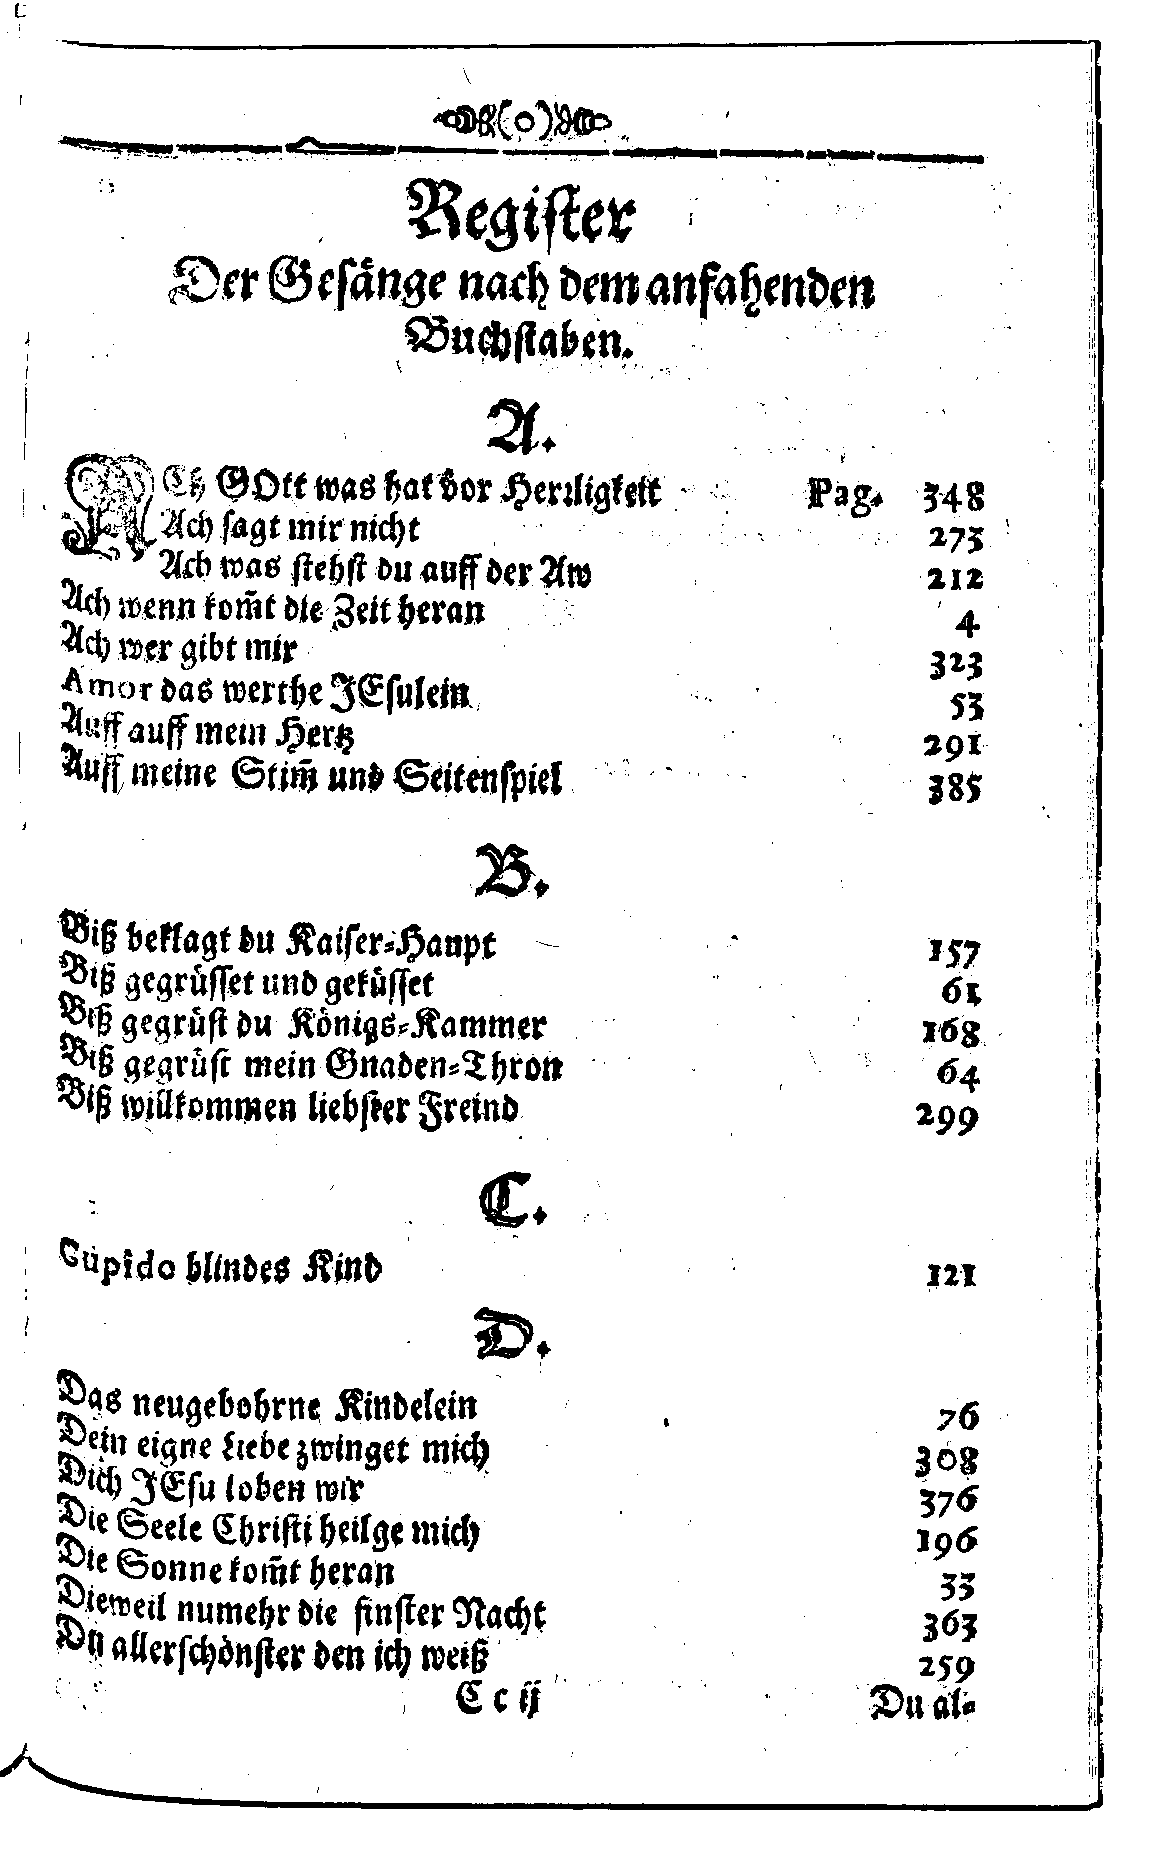 (o)
Register
Der Gesänge nach dem anfahenden
Buchstaben.
A.
ACh GOtt was hat vor Herrligkeit Pag. 348
Ach sagt mir nicht 273
Ach was stehst du auff der Aw 212
Ach wenn kom̃t die Zeit heran 4
Ach wer gibt mir 323
Amor das werthe JEsulein 53
Auff auff mein Hertz 291
Auff meine Stim̃ und Seitenspiel 385
B.
Biß beklagt du Kaiser-Haupt 157
Biß gegrüsset und geküsset 61
Biß gegrüst du Königs-Kammer 168
Biß gegrüst mein Gnaden-Thron 64
Biß willkommen liebster Freind 299
C.
Cupido blindes Kind 121
D.
Das neugebohrne Kindelein 76
Dein eigne Liebe zwinget mich 308
Dich JEsu loben wir 376
Die Seele Christi heilge mich 196
Die Sonne kom̃t heran 33
Dieweil numehr die finster Nacht 363
Du allerschönster den ich weiß 259
C c ij Du al-